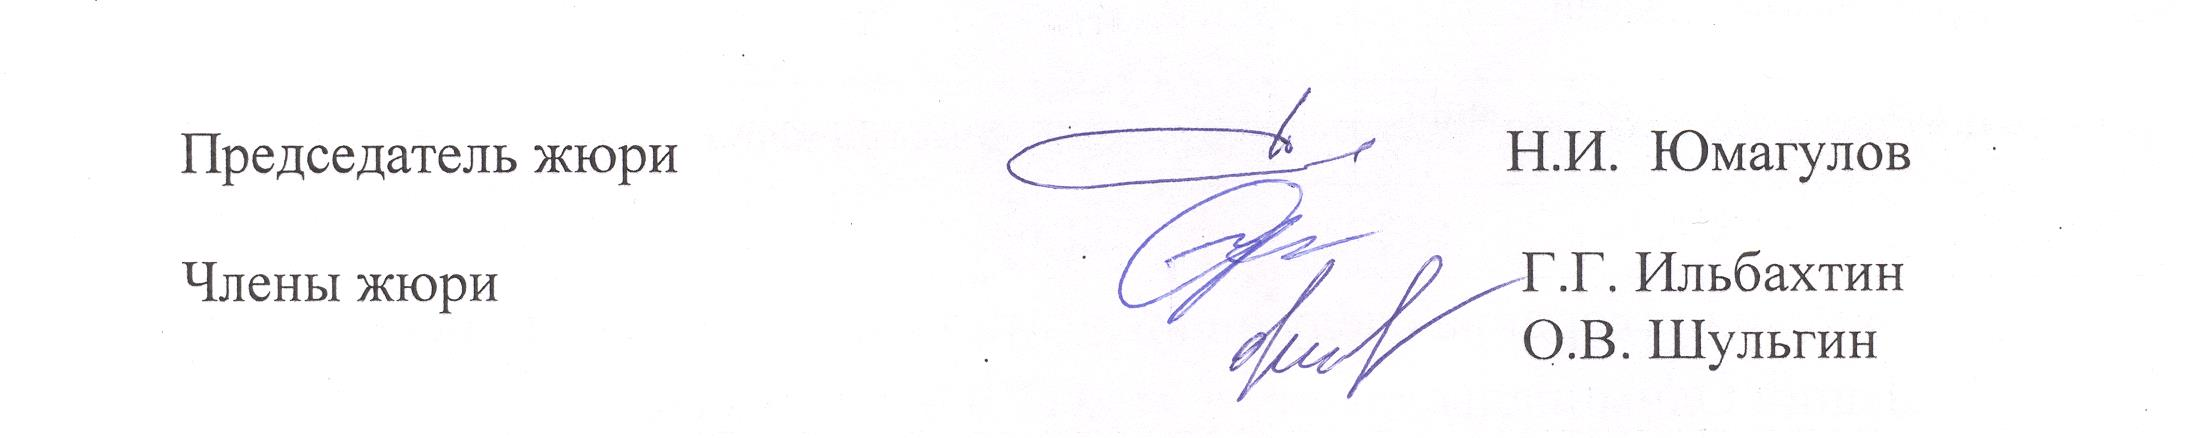 Председатель жюри Н.И. Юмагулов
Члены жюри Г.Г. Ильбахтин
О.В. Шульгин